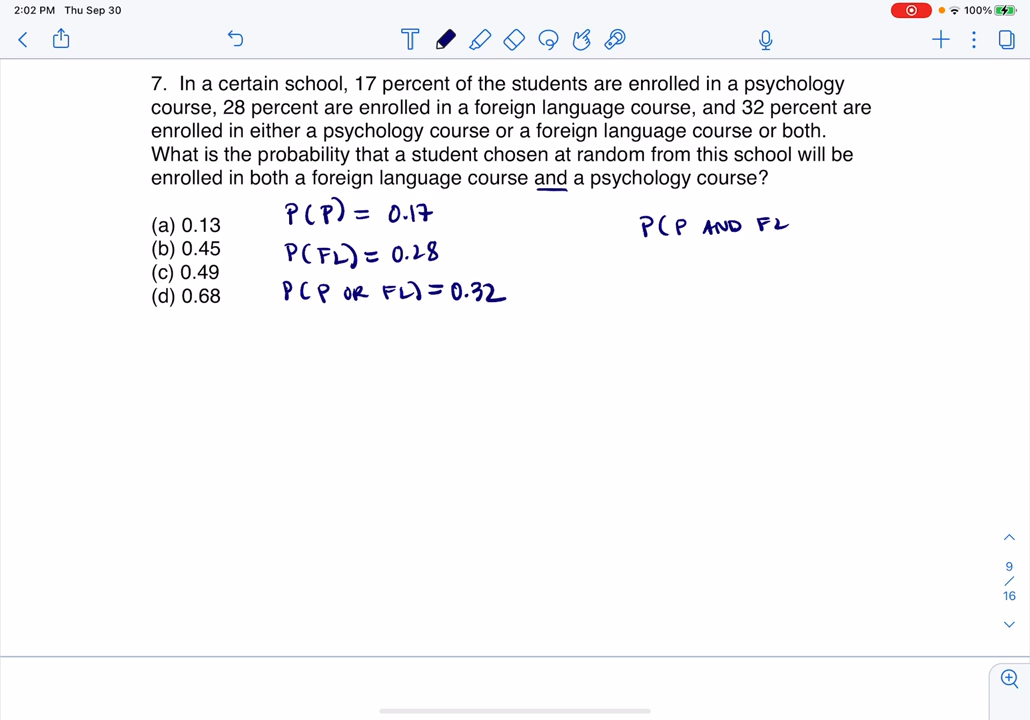 2:02 PM Thu Sep 30
100%
7. In a certain school, 17 percent of the students are enrolled in a psychology
course, 28 percent are enrolled in a foreign language course, and 32 percent are
enrolled in either a psychology course or a foreign language course or both.
What is the probability that a student chosen at random from this school will be
enrolled in both a foreign language course and a psychology course?
(a) 0.13
(b) 0.45
(c) 0.49
(d) 0.68
P(P) = 0.17
P(FL) = 0.28
P(P OR FL) = 0.32
P(P AND FL
9
/
16